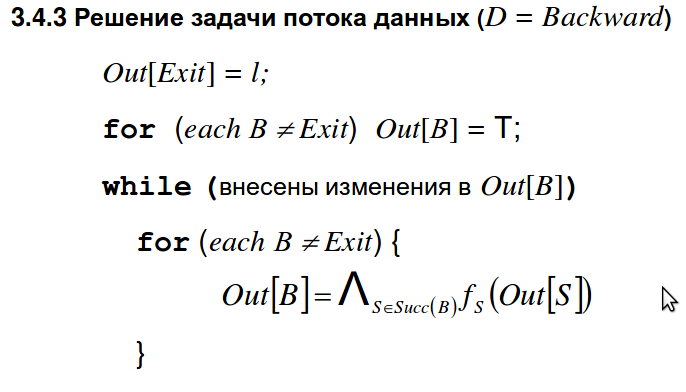 3.4.3 Решение задачи потока данных (D = Backward)
Out[Exit] = l;
for (each B ≠ Exit) Out[B] = T;
while (внесены изменения в Out[B])
for (each B ≠ Exit) {
Out[B] = ⋀_{S∈Succ(B)} f_S (Out[S])
}